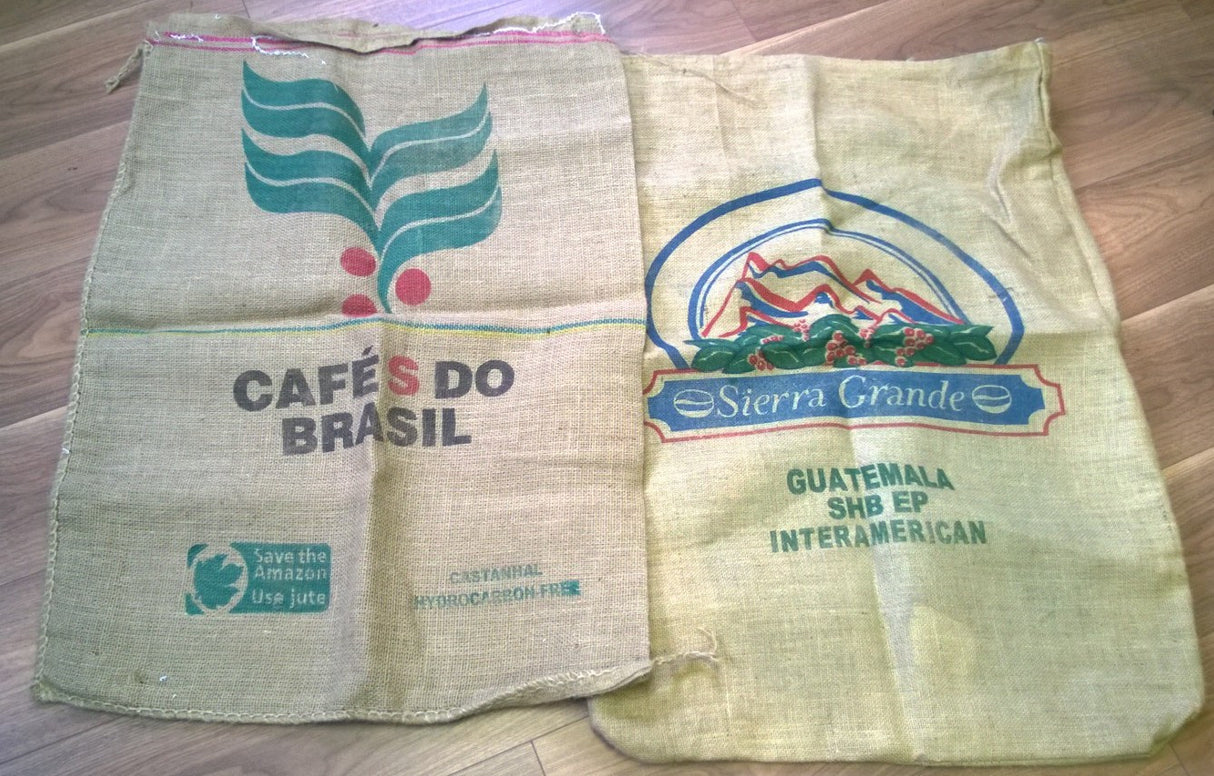 CAFÉS DO
BRASIL
Save the
Amazon
Use jute
CASTANHAL
HYDROCARBON FREE
Sierra Grande
GUATEMALA
SHB EP
INTERAMERICAN